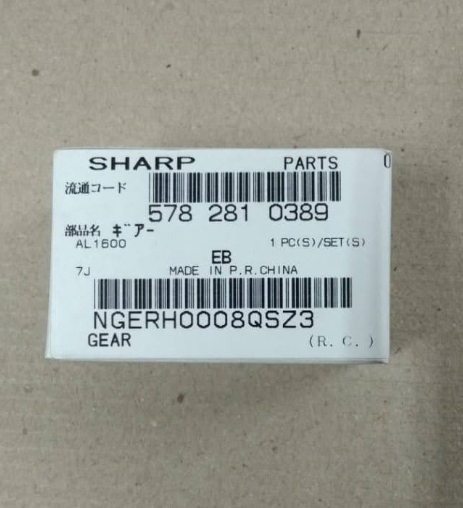 SHARP PARTS 0
流通コード
578 281 0389
部品名 ギアー
AL1600 1 PC(S)/SET(S)
EB
7J MADE IN P.R.CHINA
NGERH0008QSZ3
GEAR (R. C. )